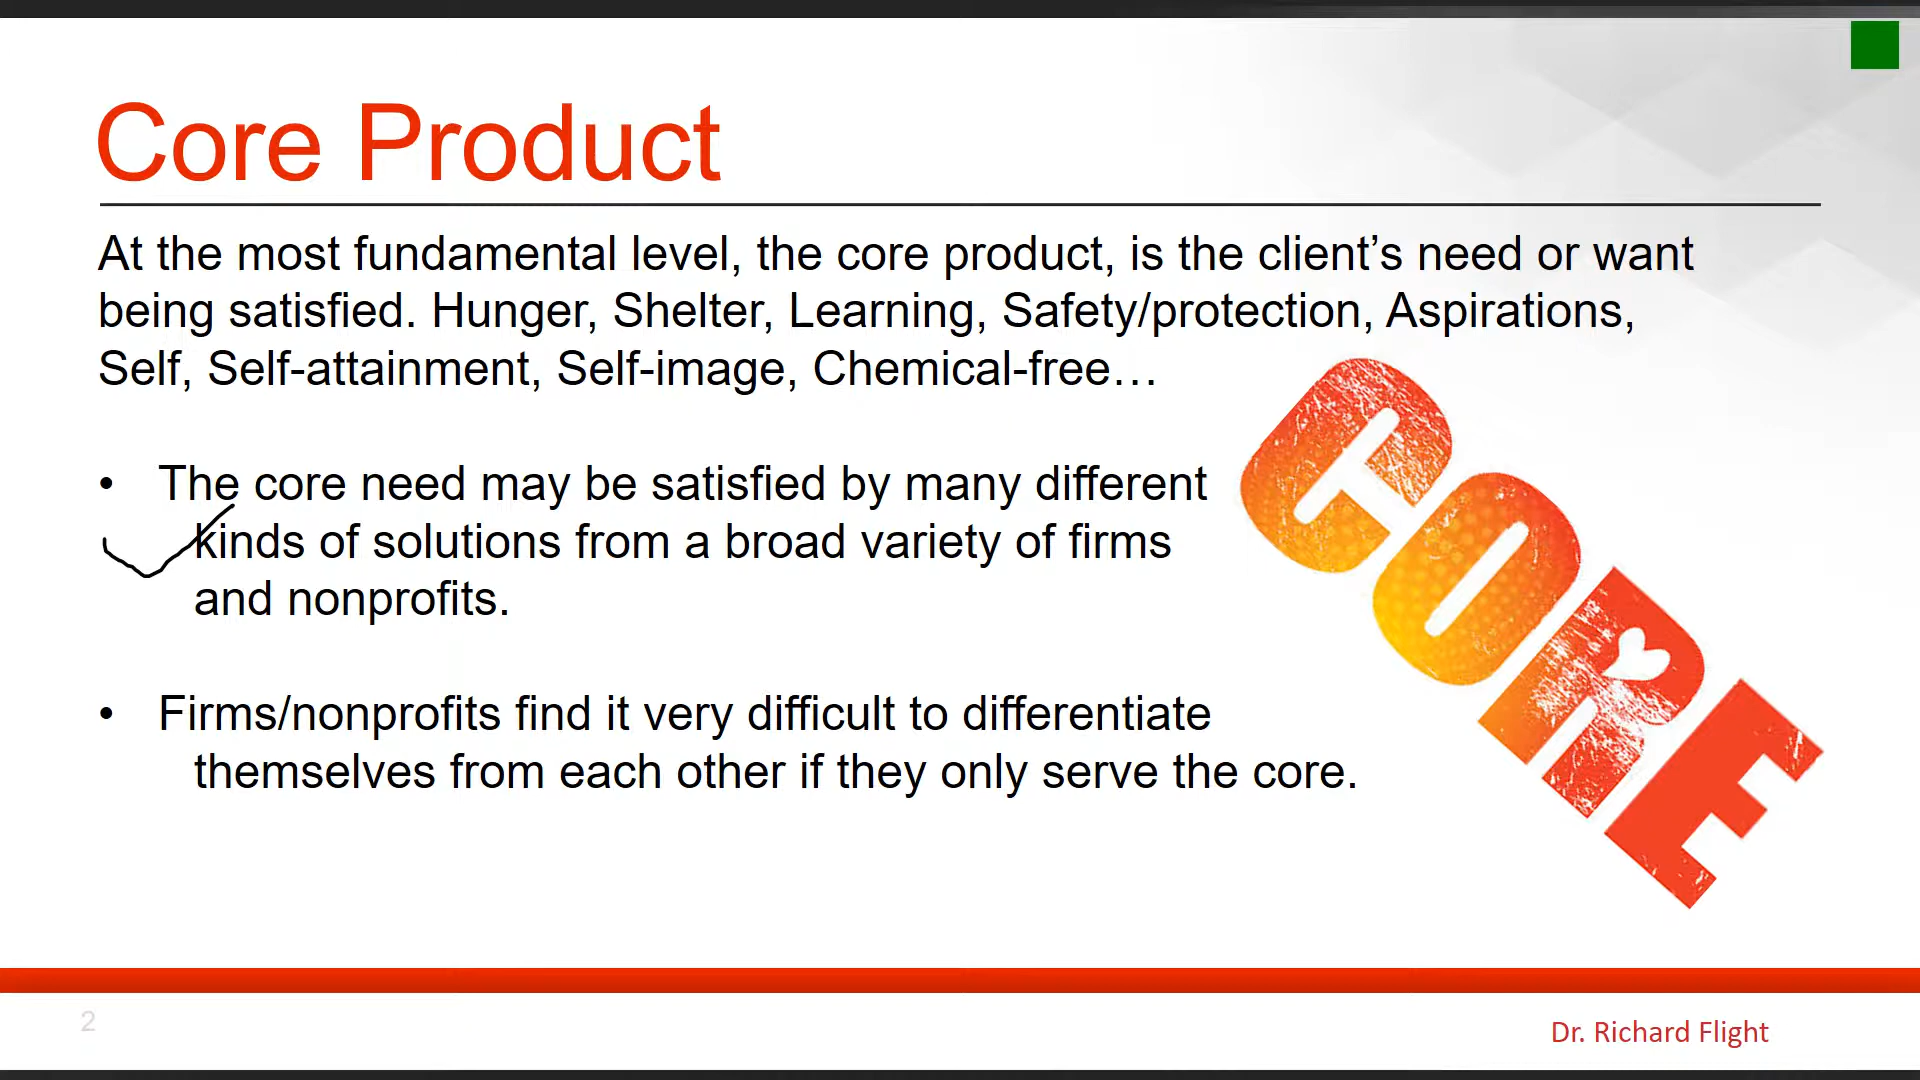 Core Product
At the most fundamental level, the core product, is the client’s need or want
being satisfied. Hunger, Shelter, Learning, Safety/protection, Aspirations,
Self, Self-attainment, Self-image, Chemical-free…
• The core need may be satisfied by many different
kinds of solutions from a broad variety of firms
and nonprofits.
• Firms/nonprofits find it very difficult to differentiate
themselves from each other if they only serve the core.
CORE
2
Dr. Richard Flight